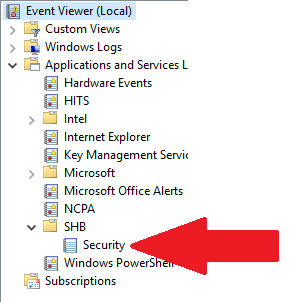 Event Viewer (Local)
Custom Views
Windows Logs
Applications and Services L
Hardware Events
HITS
Intel
Internet Explorer
Key Management Servic
Microsoft
Microsoft Office Alerts
NCPA
SHB
Security
Windows PowerShell
Subscriptions